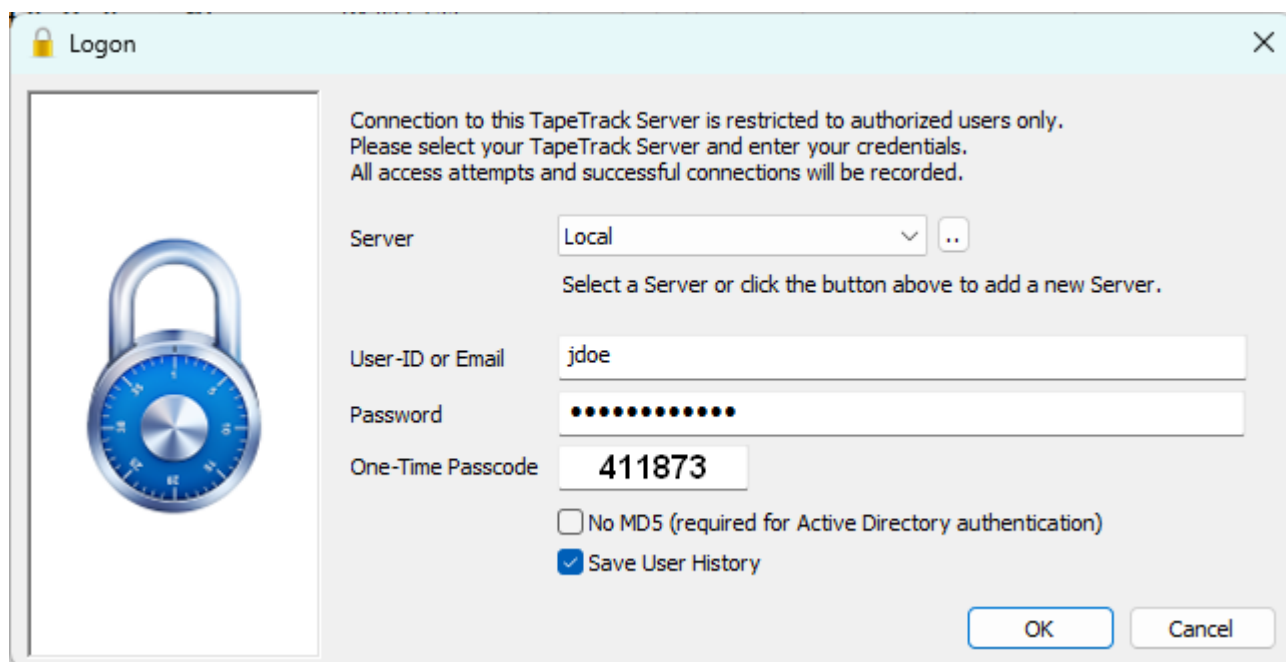 Logon
Connection to this TapeTrack Server is restricted to authorized users only.
Please select your TapeTrack Server and enter your credentials.
All access attempts and successful connections will be recorded.
Server Local ..
Select a Server or click the button above to add a new Server.
User-ID or Email jdoe
Password ••••••••••••
One-Time Passcode 411873
No MD5 (required for Active Directory authentication)
Save User History
OK Cancel